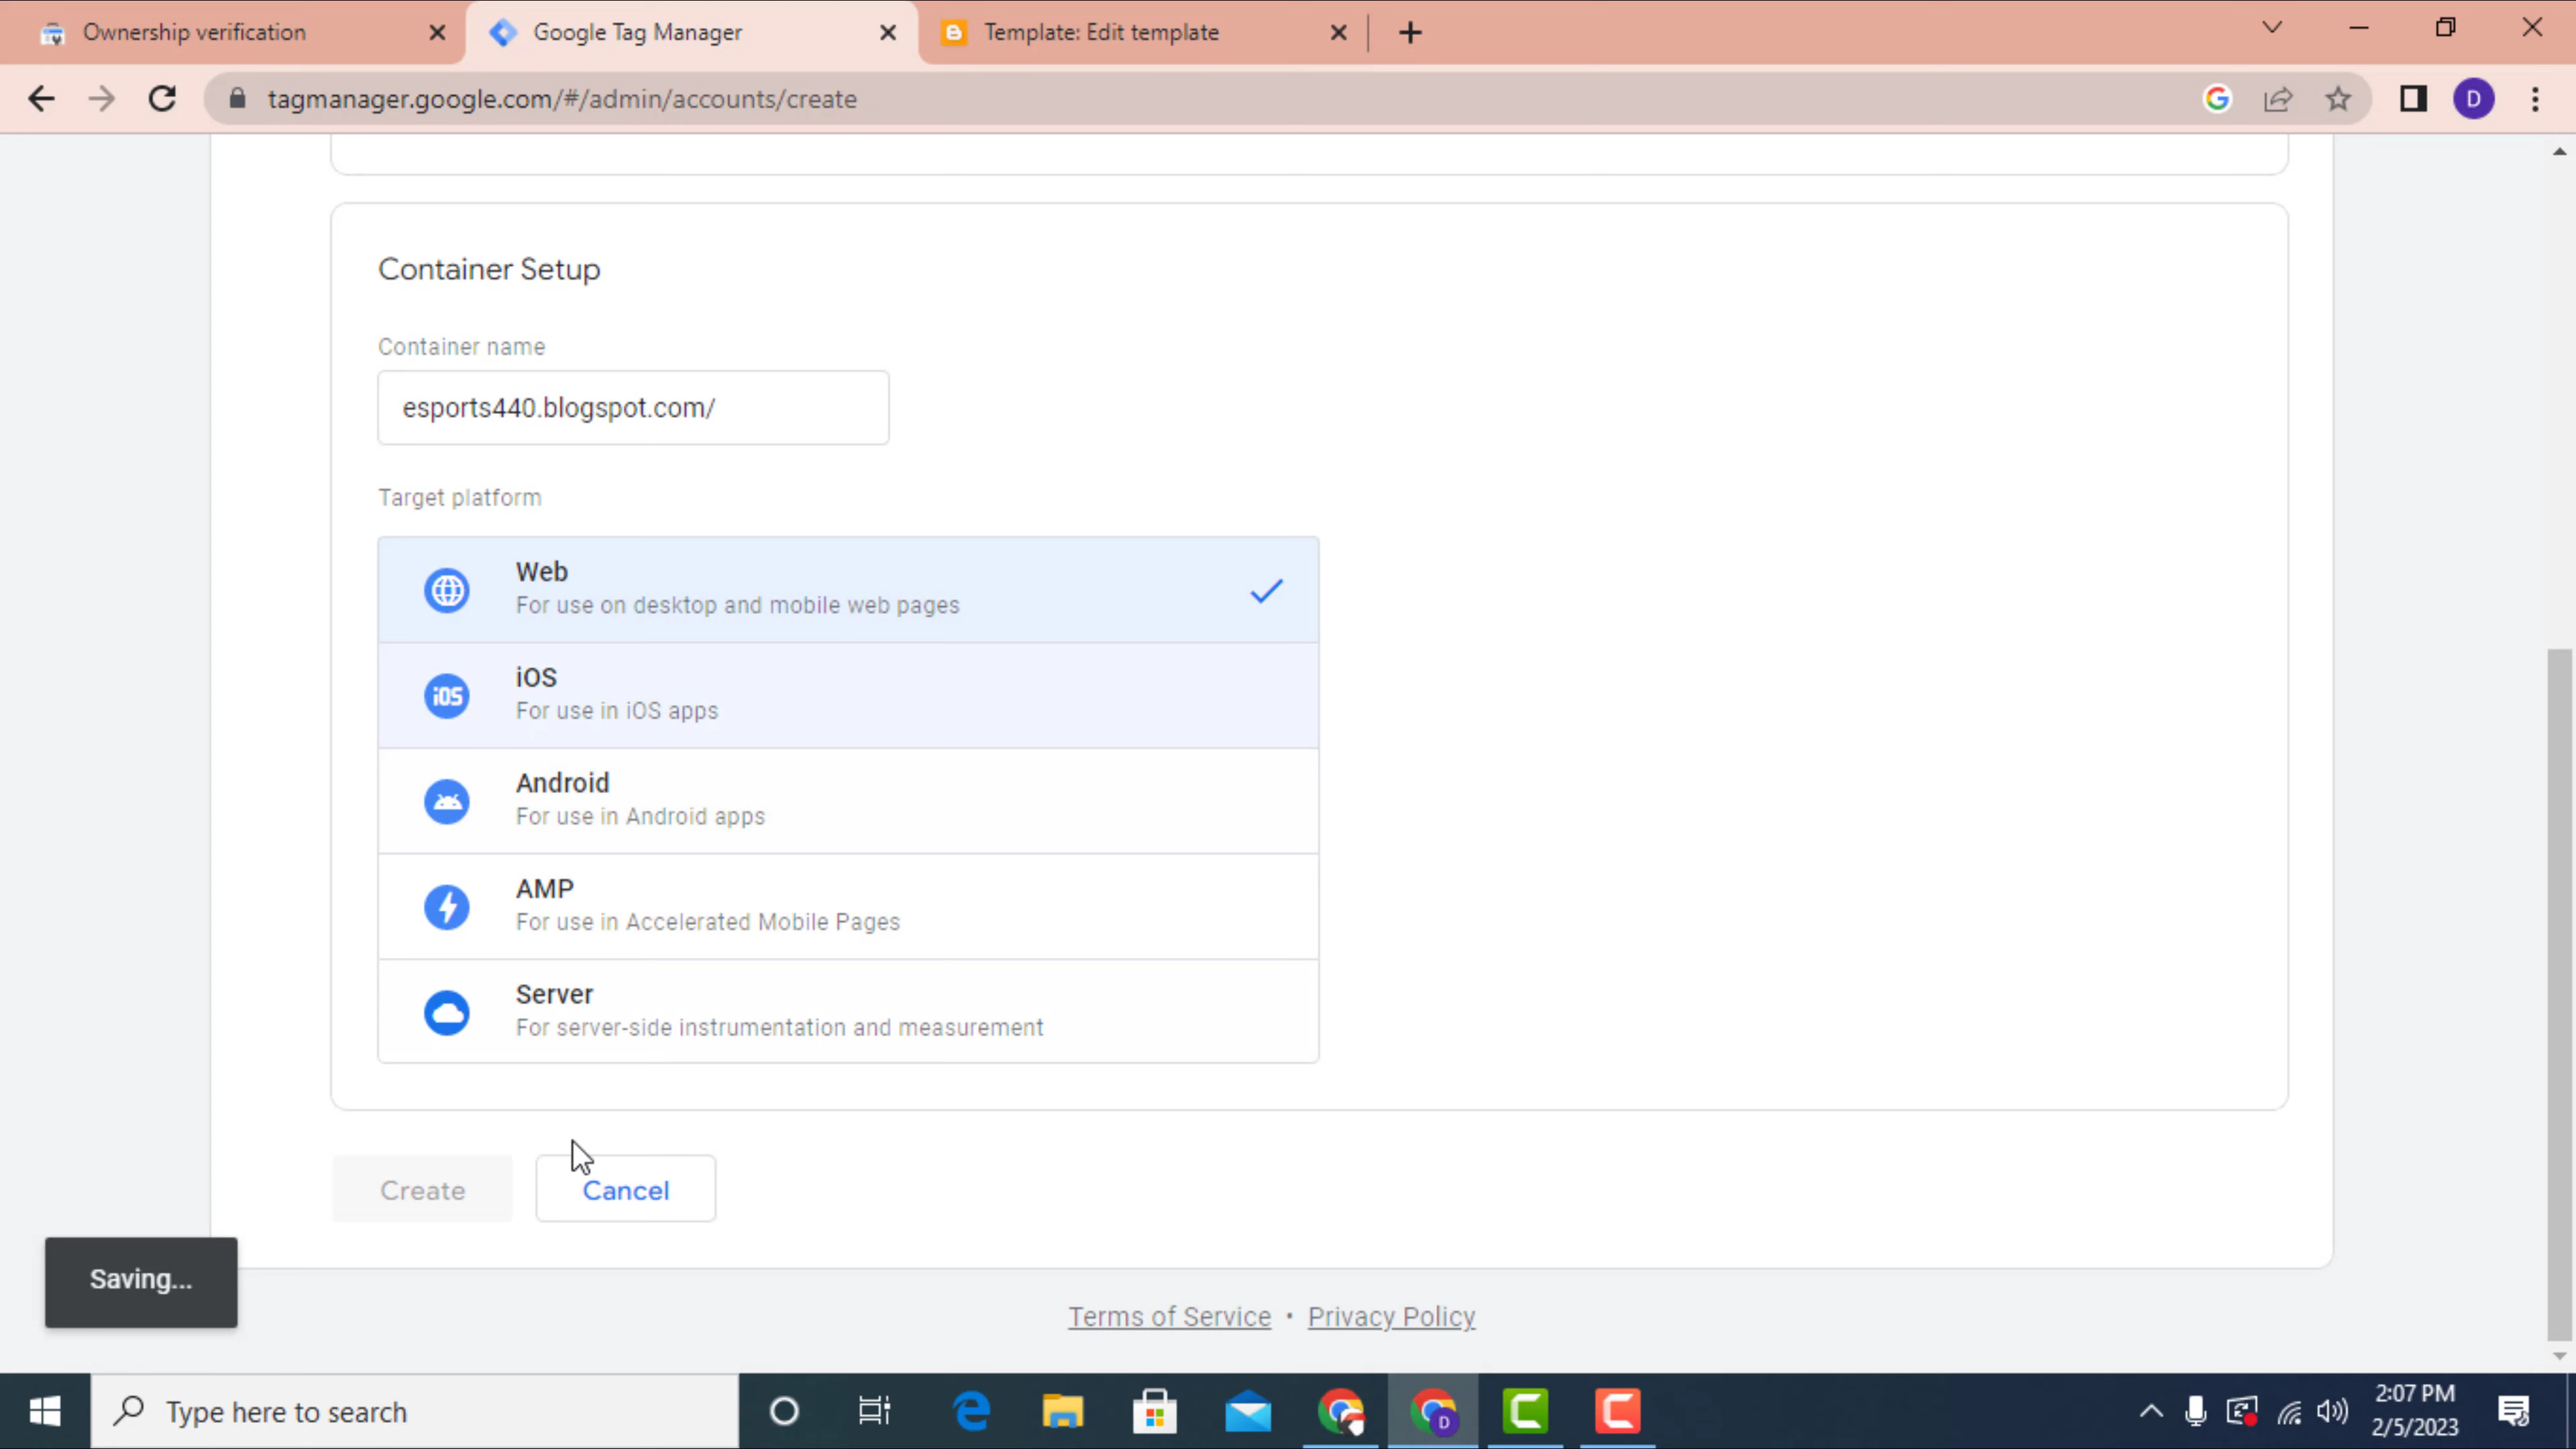 Ownership verification
Google Tag Manager
Template: Edit template
tagmanager.google.com/#/admin/accounts/create
D
Container Setup
Container name
esports440.blogspot.com/
Target platform
Web
For use on desktop and mobile web pages
iOS
iOS
For use in iOS apps
Android
For use in Android apps
AMP
For use in Accelerated Mobile Pages
Server
For server-side instrumentation and measurement
Create
Cancel
Saving...
Terms of Service • Privacy Policy
Type here to search
D
2:07 PM
2/5/2023